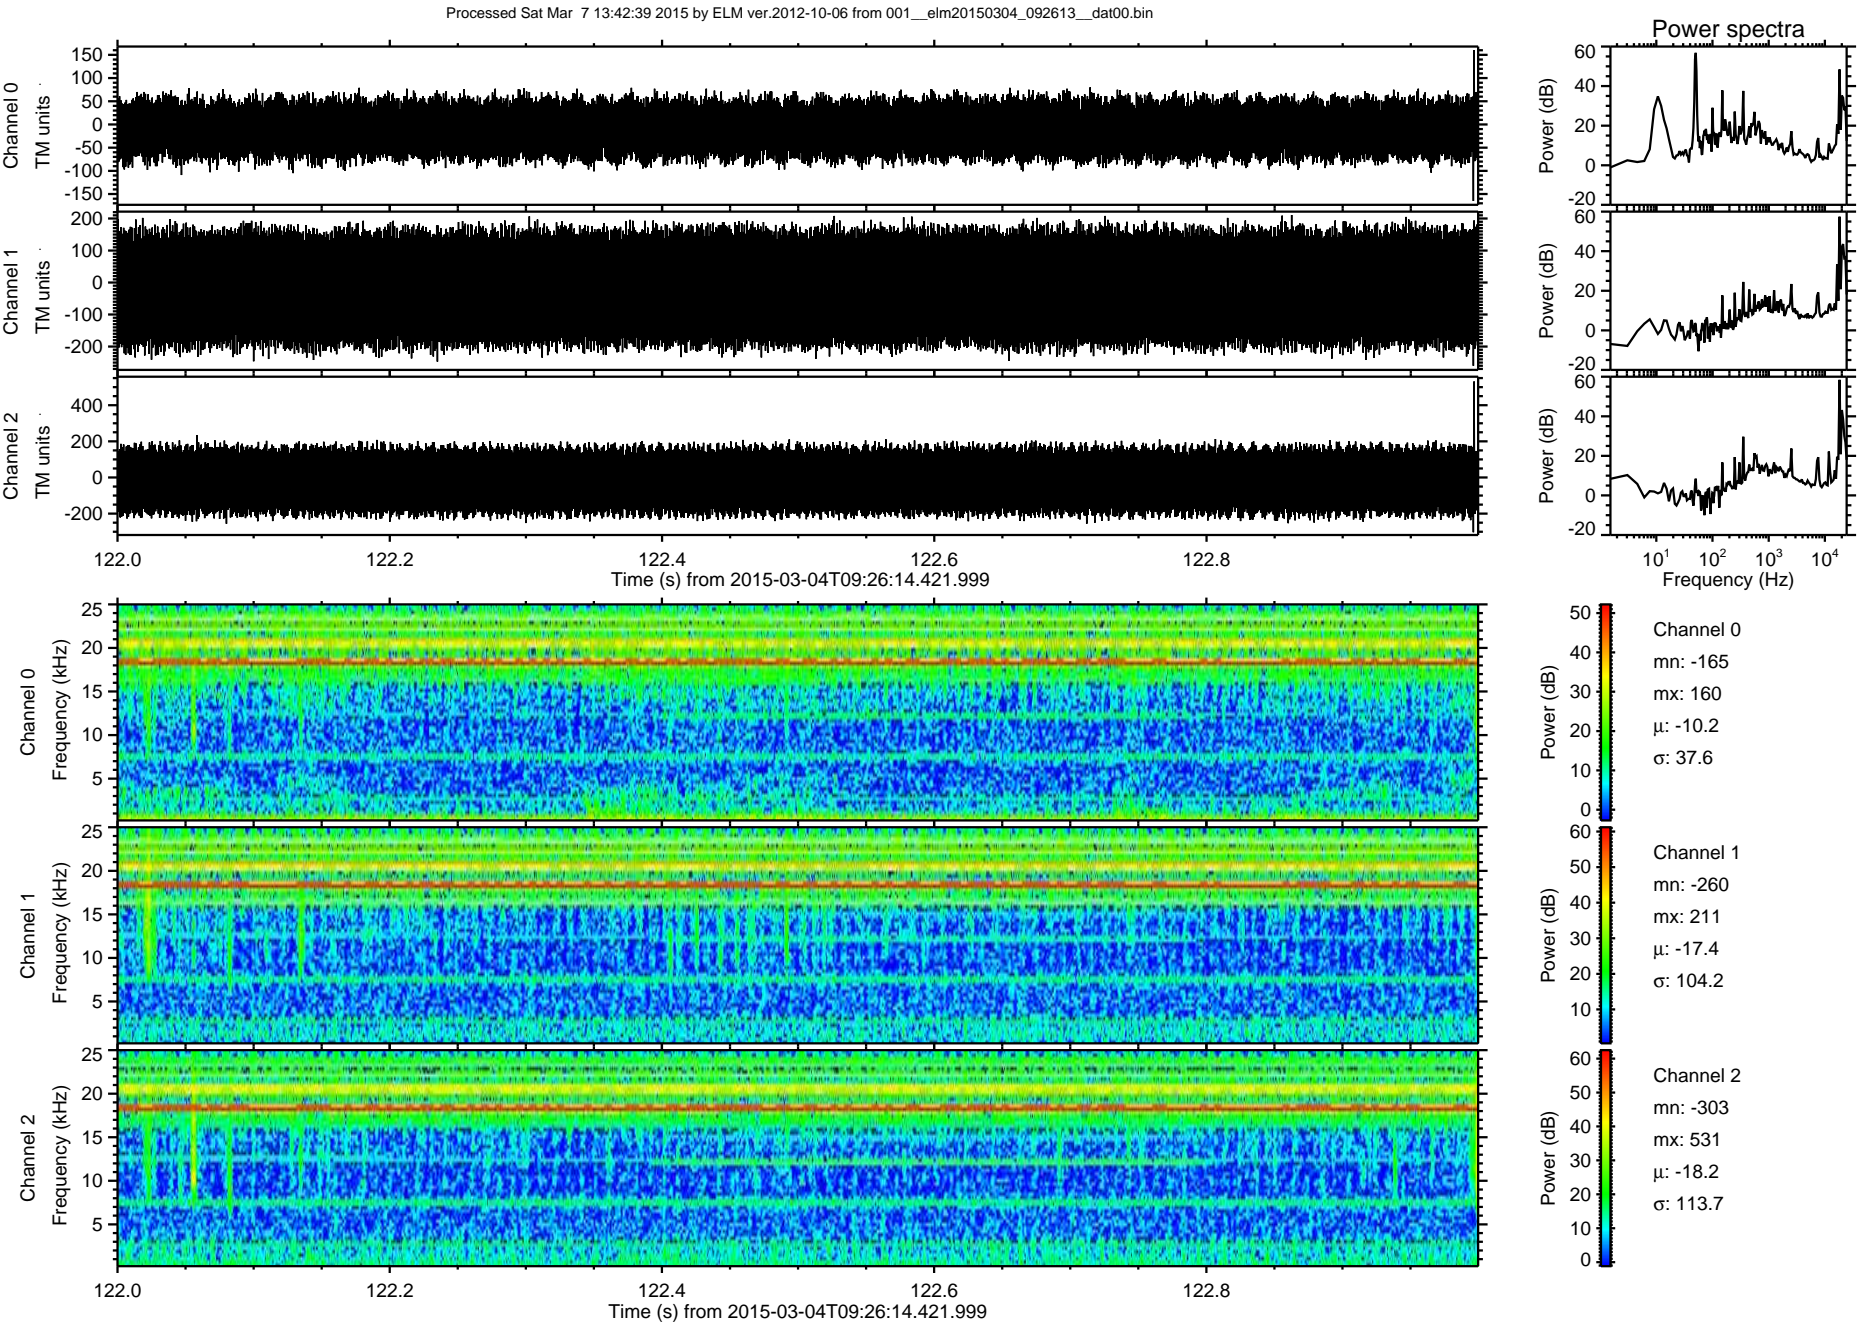 Processed Sat Mar  7 13:42:39 2015 by ELM ver.2012-10-06 from 001__elm20150304_092613__dat00.bin
Power spectra
Channel 0
TM units
150
100
50
0
-50
-100
-150
Power (dB)
60
40
20
0
-20
Channel 1
TM units
200
100
0
-100
-200
Power (dB)
60
40
20
0
-20
Channel 2
TM units
400
200
0
-200
Power (dB)
60
40
20
0
-20
122.0 122.2 122.4 122.6 122.8
Time (s) from 2015-03-04T09:26:14.421.999
10¹ 10² 10³ 10⁴
Frequency (Hz)
Channel 0
Frequency (kHz)
25
20
15
10
5
Power (dB)
50
40
30
20
10
0
Channel 0
mn: -165
mx: 160
μ: -10.2
σ: 37.6
Channel 1
Frequency (kHz)
25
20
15
10
5
Power (dB)
60
50
40
30
20
10
Channel 1
mn: -260
mx: 211
μ: -17.4
σ: 104.2
Channel 2
Frequency (kHz)
25
20
15
10
5
Power (dB)
60
50
40
30
20
10
0
Channel 2
mn: -303
mx: 531
μ: -18.2
σ: 113.7
122.0 122.2 122.4 122.6 122.8
Time (s) from 2015-03-04T09:26:14.421.999